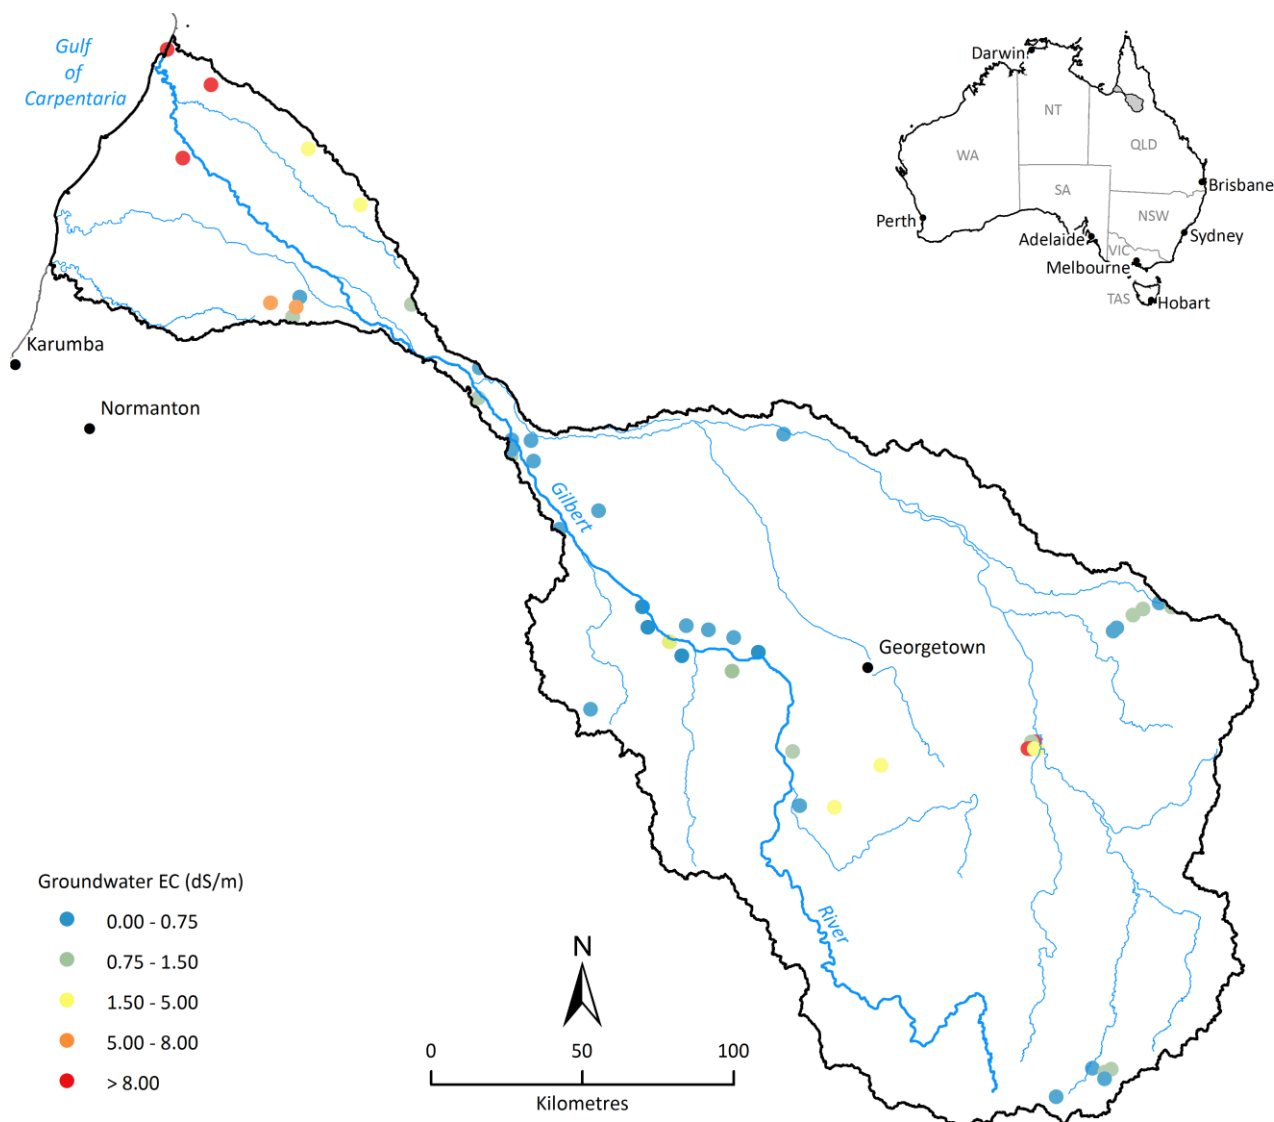 Gulf
of
Carpentaria
Darwin
NT
WA
QLD
SA
Brisbane
NSW
Perth
Adelaide
Sydney
VIC
Melbourne
TAS
Hobart
Karumba
Normanton
Gilbert
Georgetown
River
Groundwater EC (dS/m)
0.00 - 0.75
0.75 - 1.50
1.50 - 5.00
5.00 - 8.00
> 8.00
N
0 50 100
Kilometres